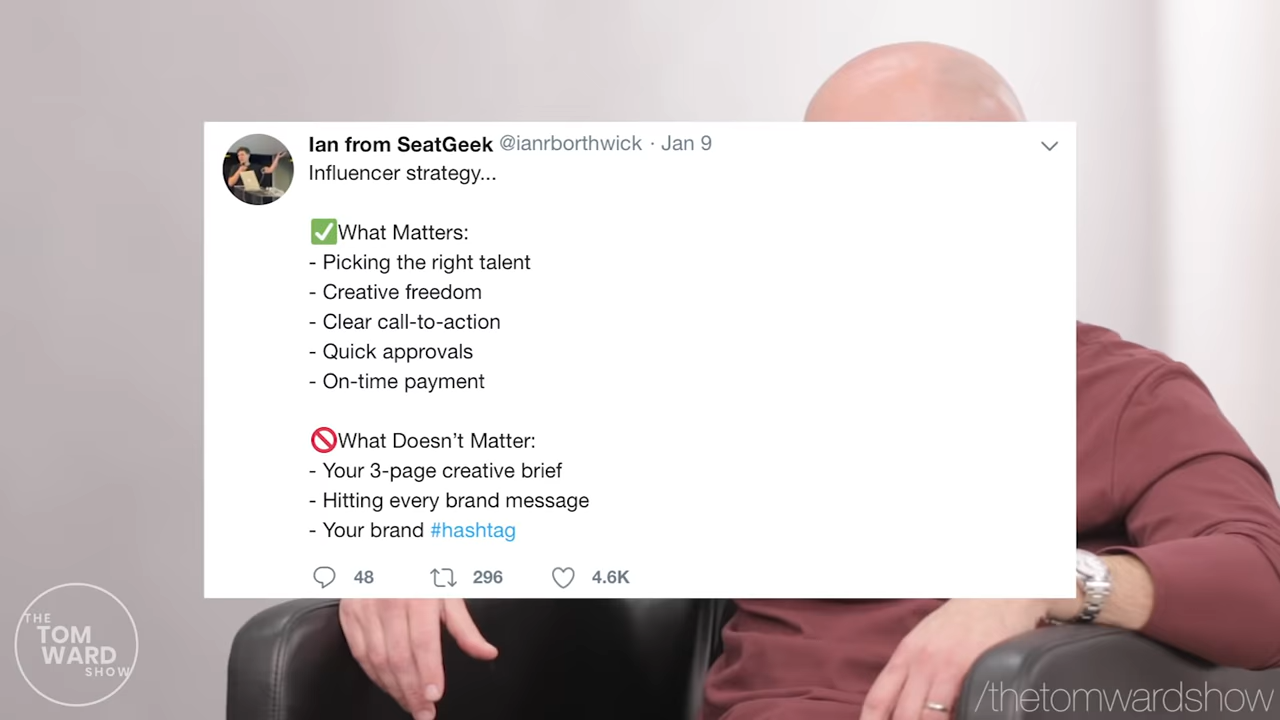 Ian from SeatGeek @ianrborthwick · Jan 9
Influencer strategy...
✅What Matters:
- Picking the right talent
- Creative freedom
- Clear call-to-action
- Quick approvals
- On-time payment
🚫What Doesn’t Matter:
- Your 3-page creative brief
- Hitting every brand message
- Your brand #hashtag
48 296 4.6K
THE
TOM
WARD
SHOW
/thetomwardshow